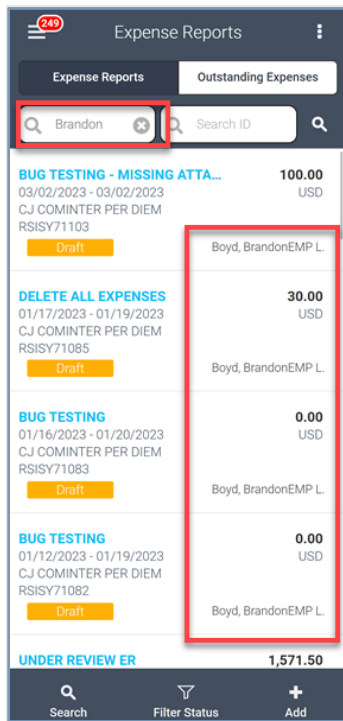 249
Expense Reports
Expense Reports
Outstanding Expenses
Brandon
Search ID
BUG TESTING - MISSING ATTA... 100.00
03/02/2023 - 03/02/2023 USD
CJ COMINTER PER DIEM
RSISY71103
Draft Boyd, BrandonEMP L.
DELETE ALL EXPENSES 30.00
01/17/2023 - 01/19/2023 USD
CJ COMINTER PER DIEM
RSISY71085
Draft Boyd, BrandonEMP L.
BUG TESTING 0.00
01/16/2023 - 01/20/2023 USD
CJ COMINTER PER DIEM
RSISY71083
Draft Boyd, BrandonEMP L.
BUG TESTING 0.00
01/12/2023 - 01/19/2023 USD
CJ COMINTER PER DIEM
RSISY71082
Draft Boyd, BrandonEMP L.
UNDER REVIEW ER 1,571.50
Search Filter Status Add